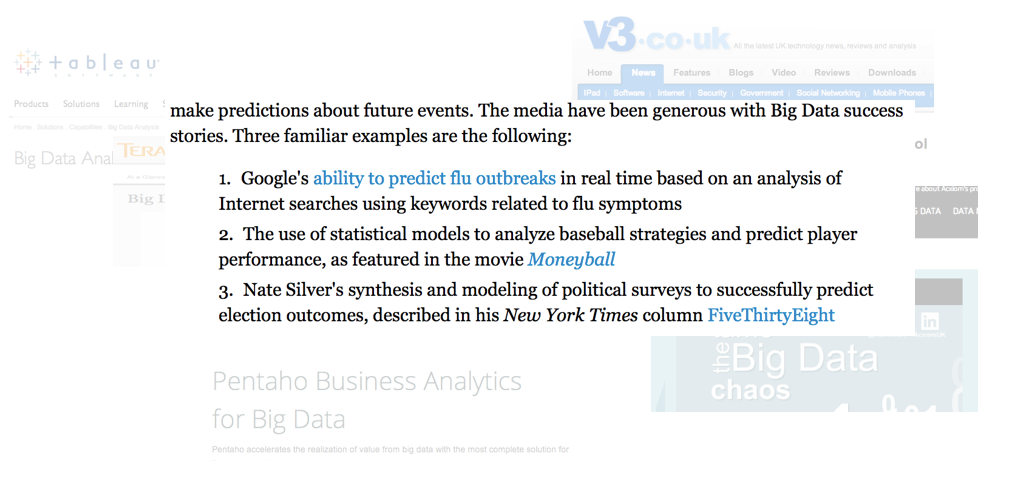 V3.co.uk All the latest UK technology news, reviews and analysis
tableau
software
Home News Features Blogs Video Reviews Downloads
IPad Software Internet Security Government Social Networking Mobile Phones
Products Solutions Learning
make predictions about future events. The media have been generous with Big Data success
stories. Three familiar examples are the following:
Home Solutions Capabilities Big Data Analysis
Big Data Anal
TERA
ol
1. Google's ability to predict flu outbreaks in real time based on an analysis of
Internet searches using keywords related to flu symptoms
Big I
DATA DATA
2. The use of statistical models to analyze baseball strategies and predict player
performance, as featured in the movie Moneyball
3. Nate Silver's synthesis and modeling of political surveys to successfully predict
election outcomes, described in his New York Times column FiveThirtyEight
in
the Big Data
chaos
Pentaho Business Analytics
for Big Data
Pentaho accelerates the realization of value from big data with the most complete solution for